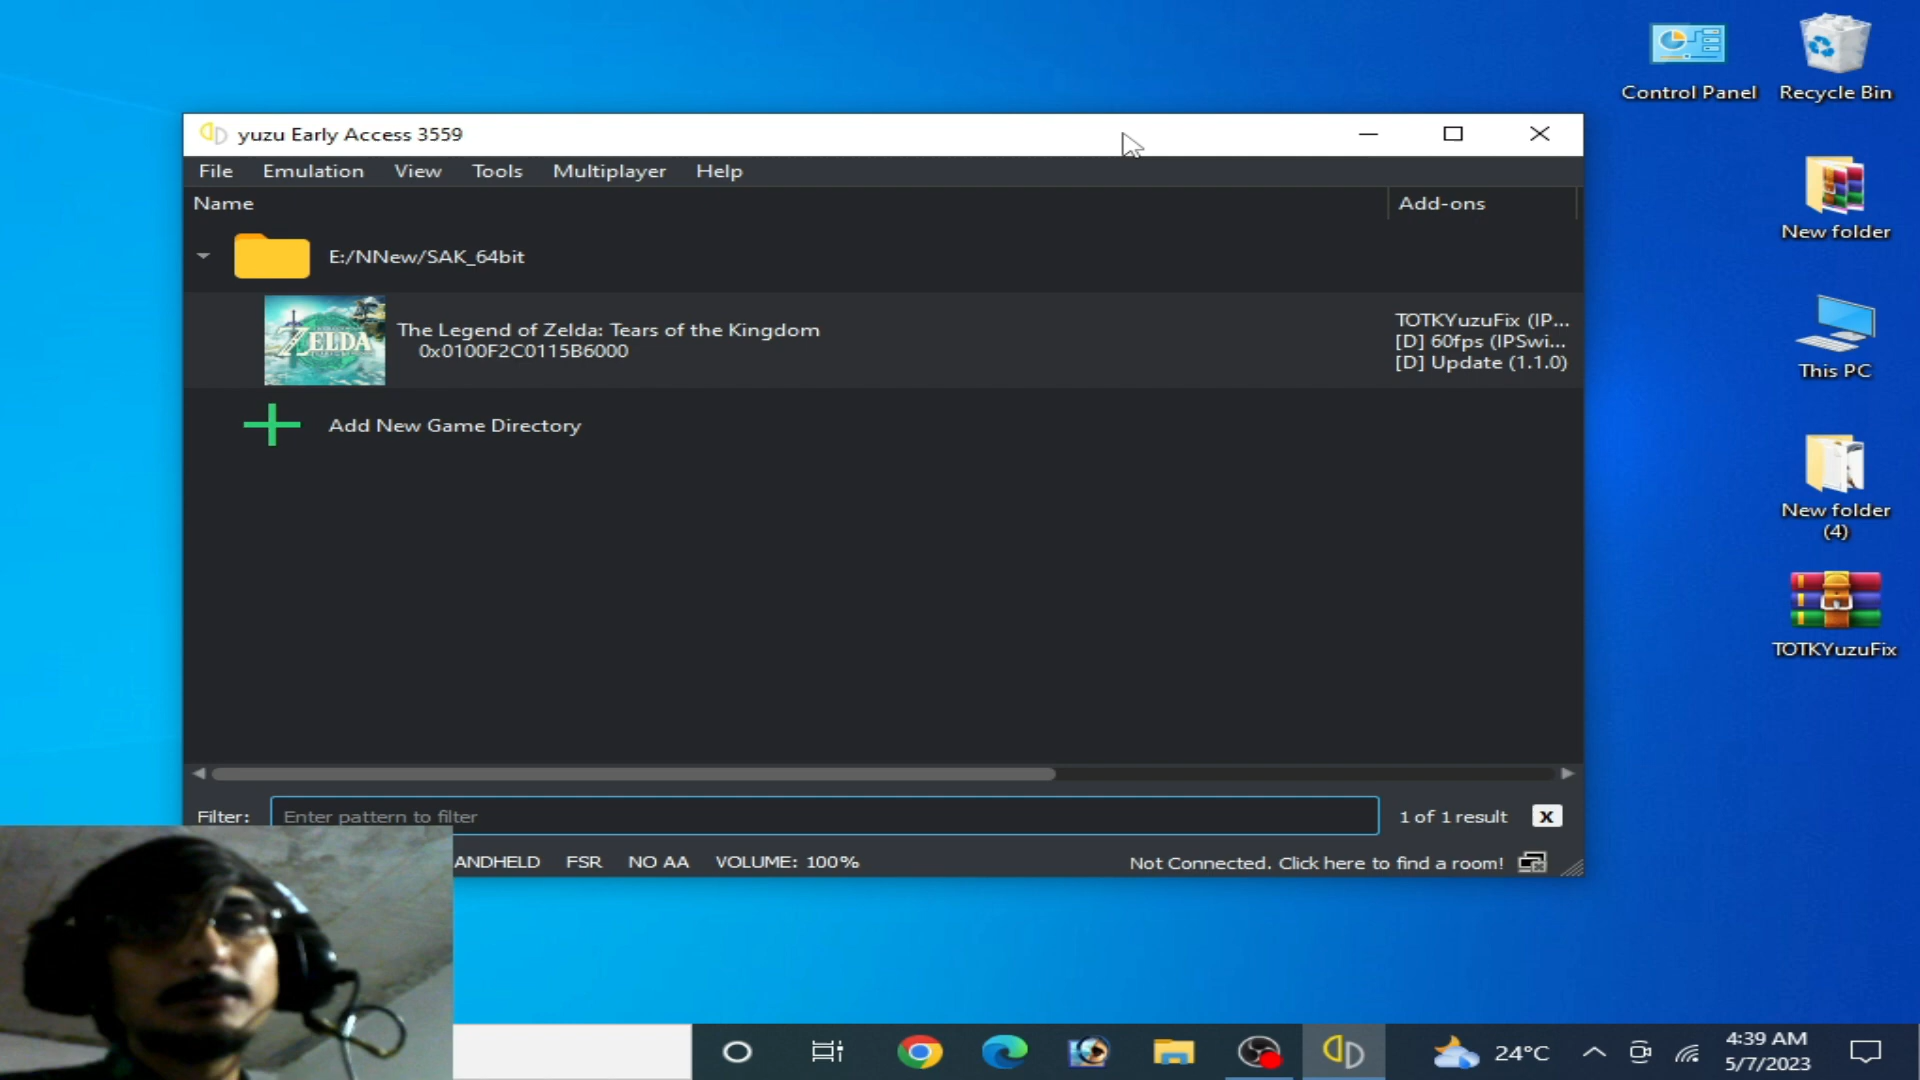 Control Panel
Recycle Bin
yuzu Early Access 3559
File Emulation View Tools Multiplayer Help
Name Add-ons
New folder
E:/NNew/SAK_64bit
ZELDA
The Legend of Zelda: Tears of the Kingdom
0x0100F2C0115B6000
TOTKYuzuFix (IP...
[D] 60fps (IPSwi...
[D] Update (1.1.0)
This PC
Add New Game Directory
New folder
(4)
TOTKYuzuFix
Filter: Enter pattern to filter 1 of 1 result X
ANDHELD FSR NO AA VOLUME: 100% Not Connected. Click here to find a room!
24°C
4:39 AM
5/7/2023